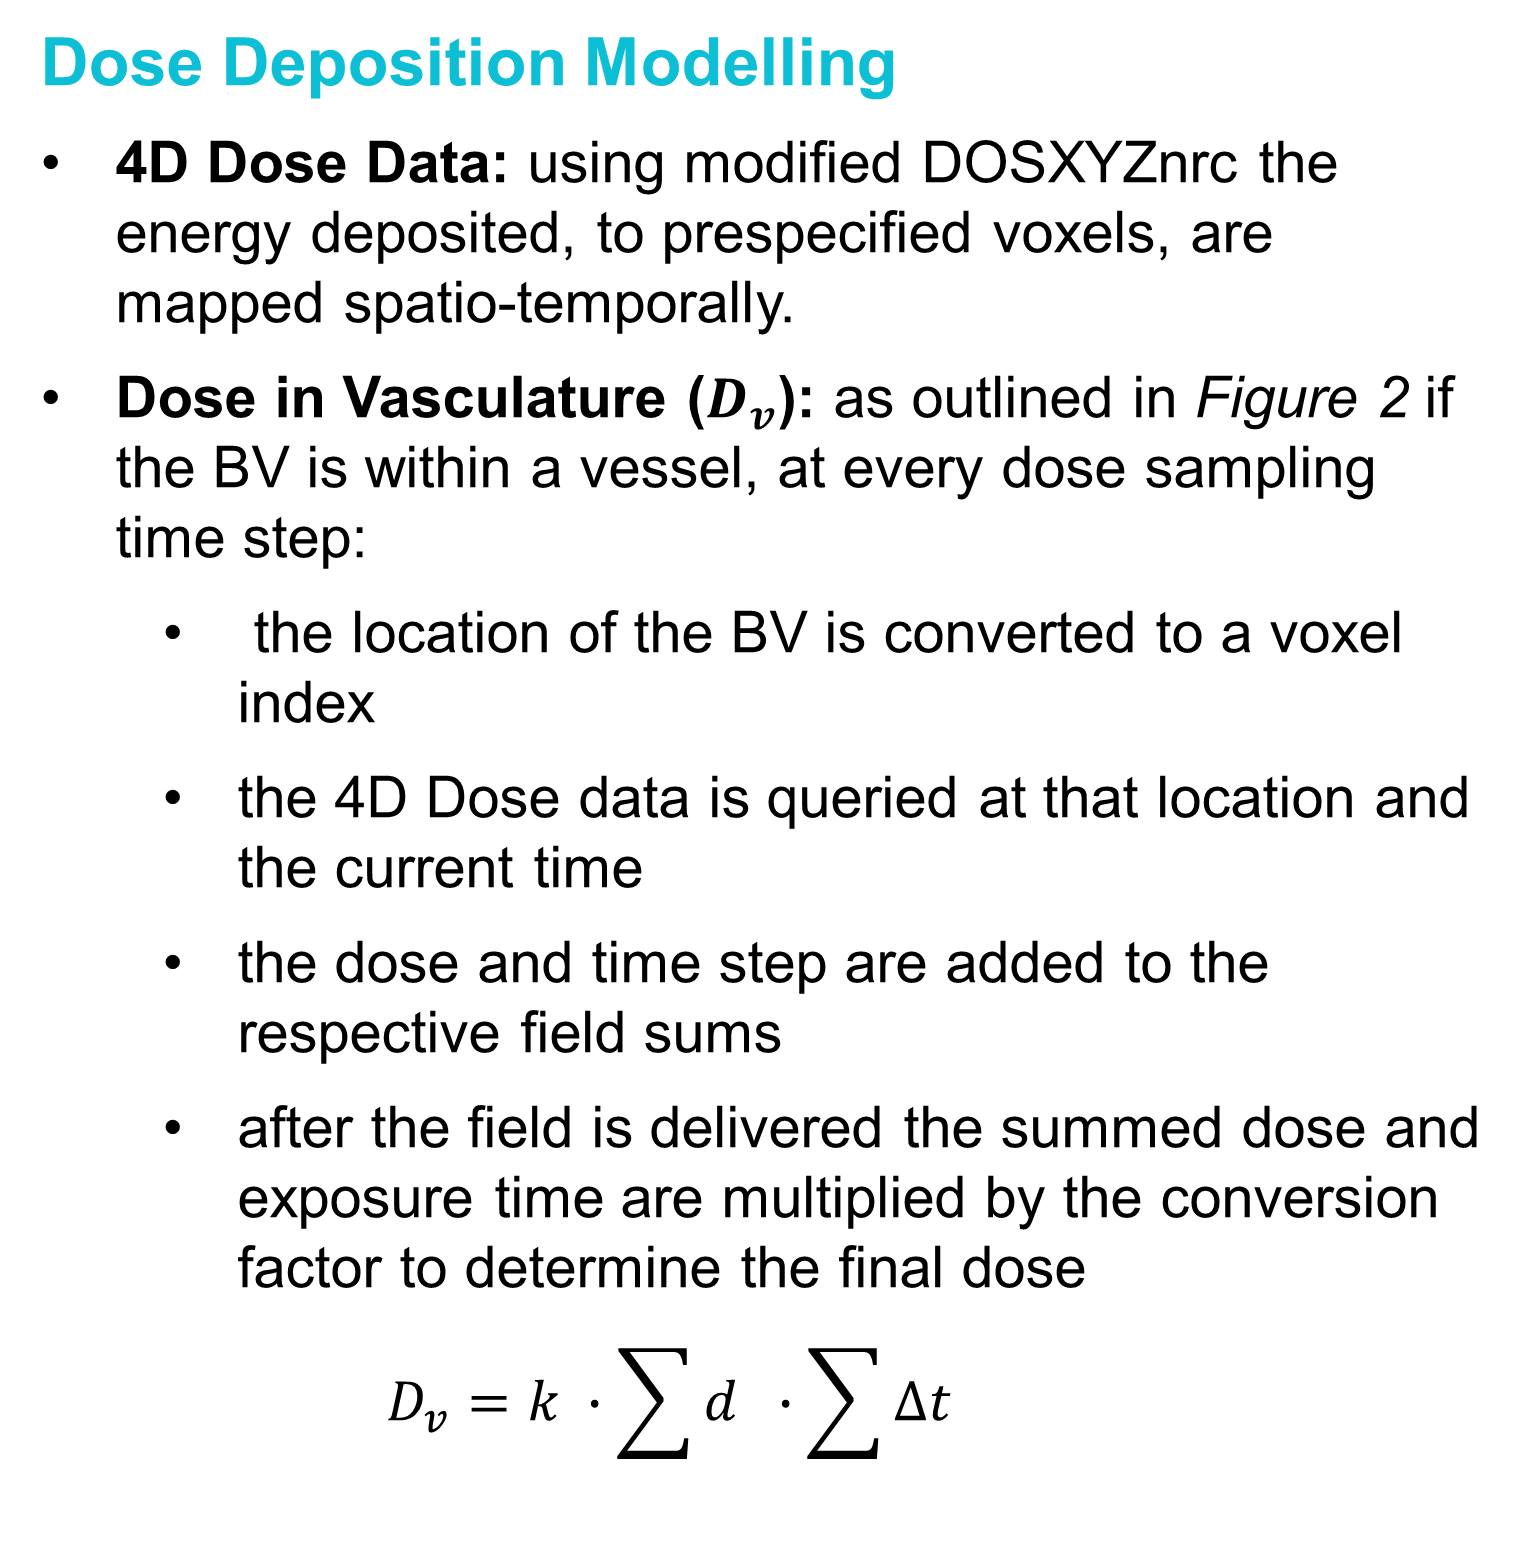 Dose Deposition Modelling
• 4D Dose Data: using modified DOSXYZnrc the
energy deposited, to prespecified voxels, are
mapped spatio-temporally.
• Dose in Vasculature (𝑫𝒗): as outlined in Figure 2 if
the BV is within a vessel, at every dose sampling
time step:
• the location of the BV is converted to a voxel
index
• the 4D Dose data is queried at that location and
the current time
• the dose and time step are added to the
respective field sums
• after the field is delivered the summed dose and
exposure time are multiplied by the conversion
factor to determine the final dose
𝐷𝑣 = 𝑘 · ∑ 𝑑 · ∑ Δ𝑡